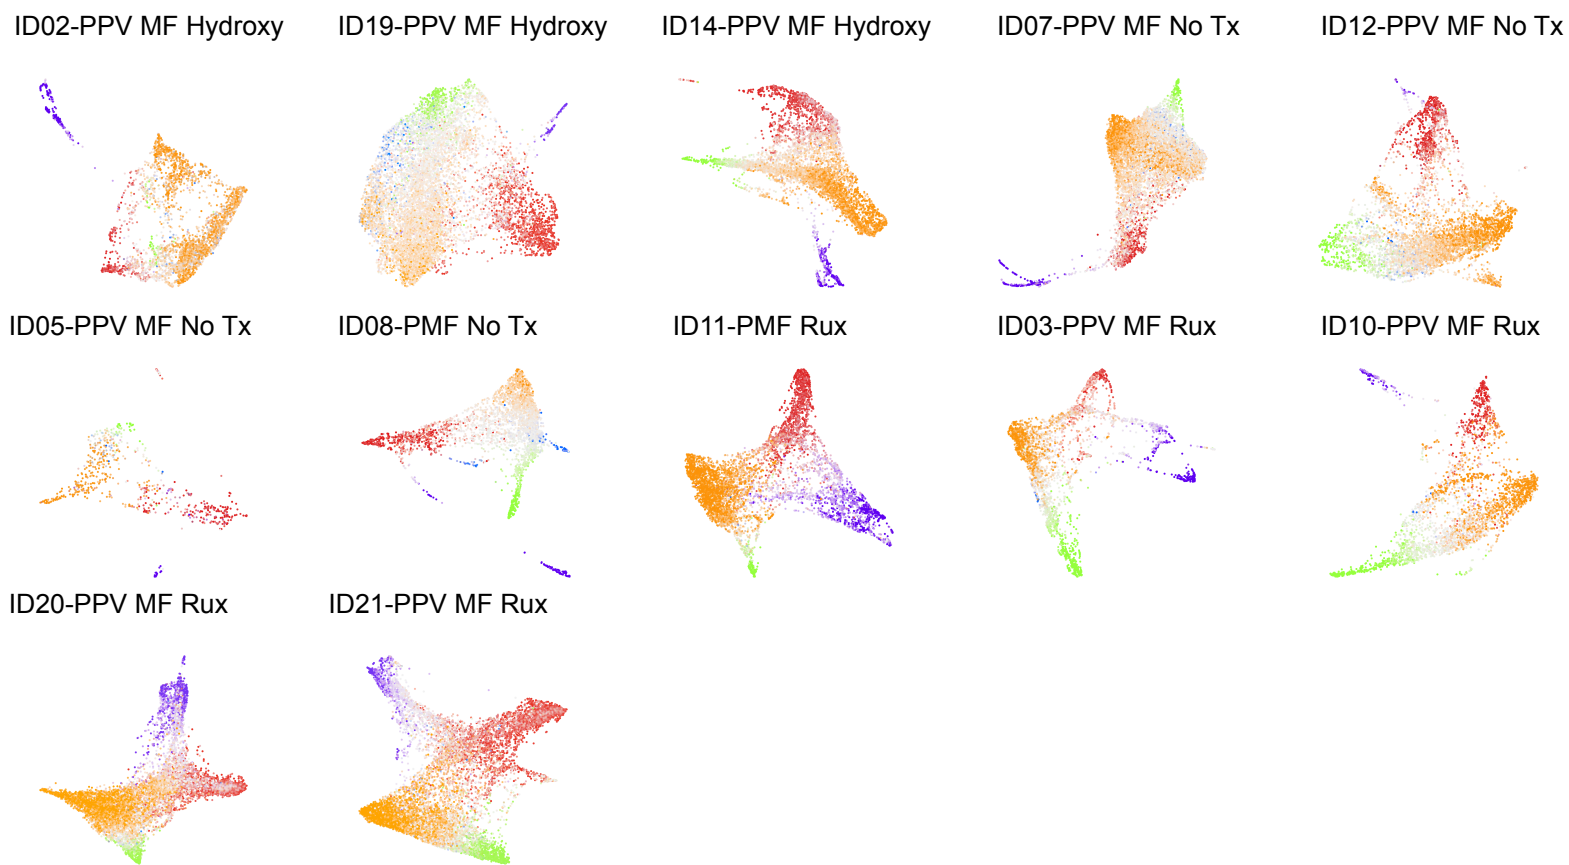 ID02-PPV MF Hydroxy
ID19-PPV MF Hydroxy
ID14-PPV MF Hydroxy
ID07-PPV MF No Tx
ID12-PPV MF No Tx
ID05-PPV MF No Tx
ID08-PMF No Tx
ID11-PMF Rux
ID03-PPV MF Rux
ID10-PPV MF Rux
ID20-PPV MF Rux
ID21-PPV MF Rux